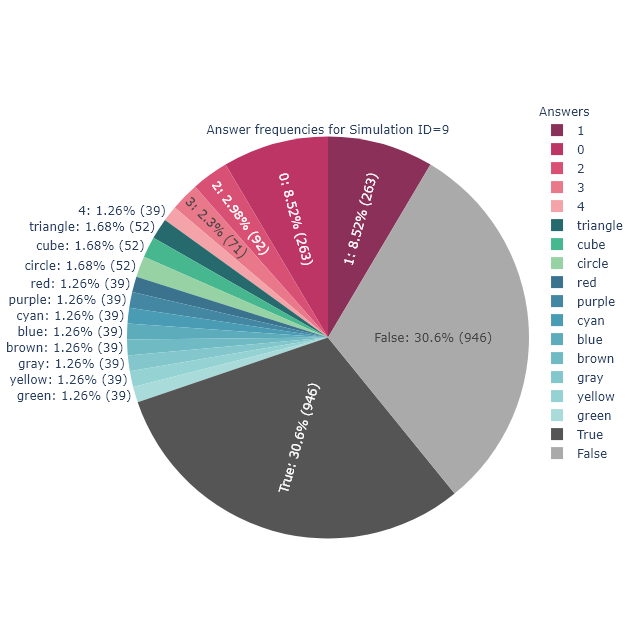 Answer frequencies for Simulation ID=9
0: 8.52% (263)
1: 8.52% (263)
2: 2.98% (92)
3: 2.3% (71)
4: 1.26% (39)
triangle: 1.68% (52)
cube: 1.68% (52)
circle: 1.68% (52)
red: 1.26% (39)
purple: 1.26% (39)
cyan: 1.26% (39)
blue: 1.26% (39)
brown: 1.26% (39)
gray: 1.26% (39)
yellow: 1.26% (39)
green: 1.26% (39)
True: 30.6% (946)
False: 30.6% (946)
Answers
1
0
2
3
4
triangle
cube
circle
red
purple
cyan
blue
brown
gray
yellow
green
True
False